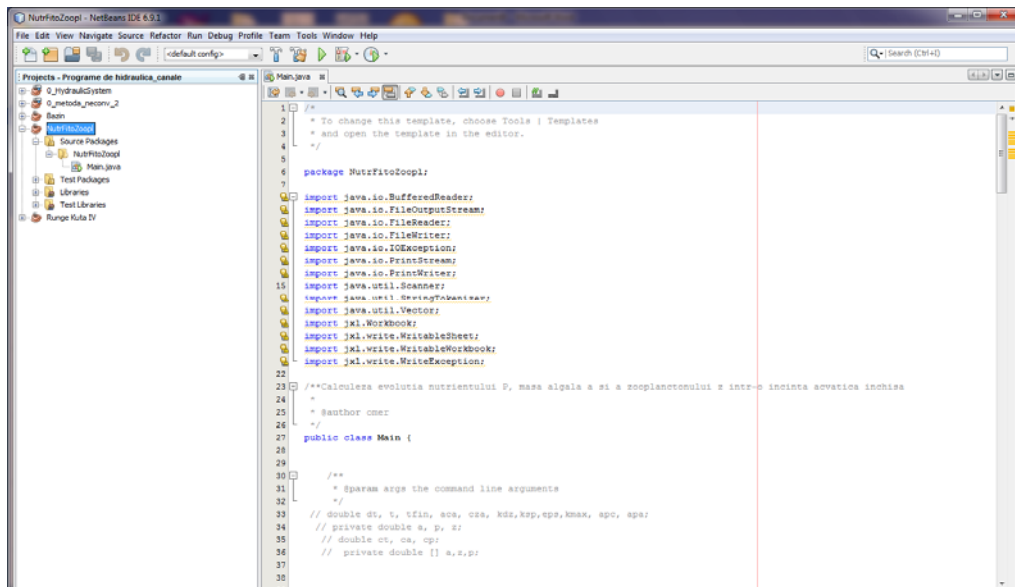 NutrFitoZoopl - NetBeans IDE 6.9.1
File Edit View Navigate Source Refactor Run Debug Profile Team Tools Window Help
<default config>
Search (Ctrl+I)
Projects - Programe de hidraulica_canale
Main.java
0_HydraulicSystem
0_metoda_neconv_2
Bazin
NutrFitoZoopl
Source Packages
NutrFitoZoopl
Main.java
Test Packages
Libraries
Test Libraries
Runge Kuta IV
1 /*
2 * To change this template, choose Tools | Templates
3 * and open the template in the editor.
4 */
5
6 package NutrFitoZoopl;
7
import java.io.BufferedReader;
import java.io.FileOutputStream;
import java.io.FileReader;
import java.io.FileWriter;
import java.io.IOException;
import java.io.PrintStream;
import java.io.PrintWriter;
15 import java.util.Scanner;
import java.util.StringTokenizer;
import java.util.Vector;
import jxl.Workbook;
import jxl.write.WritableSheet;
import jxl.write.WritableWorkbook;
import jxl.write.WriteException;
22
23 /**Calculeza evolutia nutrientului P, masa algala a si a zooplanctonului z intr-o incinta acvatica inchisa
24 *
25 * @author cmer
26 */
27 public class Main {
28
29
30 /**
31 * @param args the command line arguments
32 */
33 // double dt, t, tfin, aca, cza, kdz,ksp,eps,kmax, apc, apa;
34 // private double a, p, z;
35 // double ct, ca, cp;
36 // private double [] a,z,p;
37
38